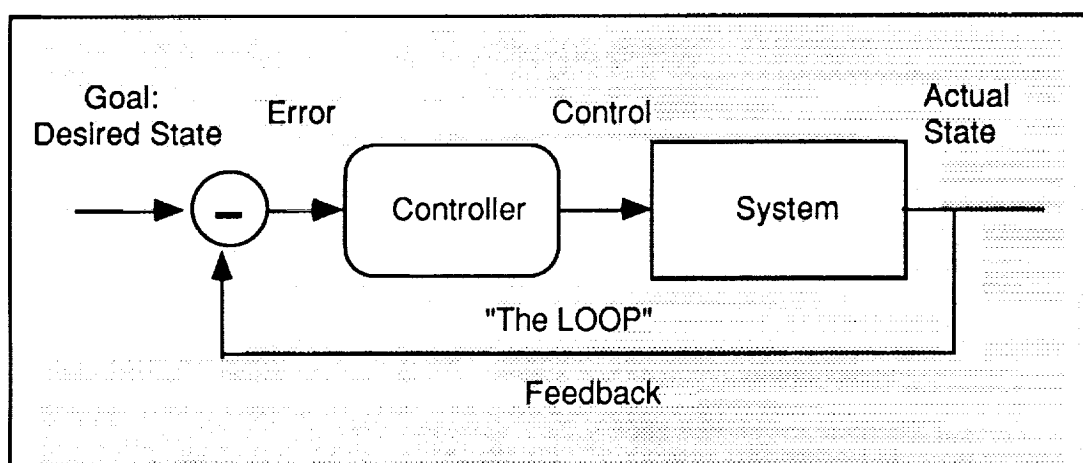 Goal:
Desired State
Error
Control
Actual
State
-
Controller
System
"The LOOP"
Feedback